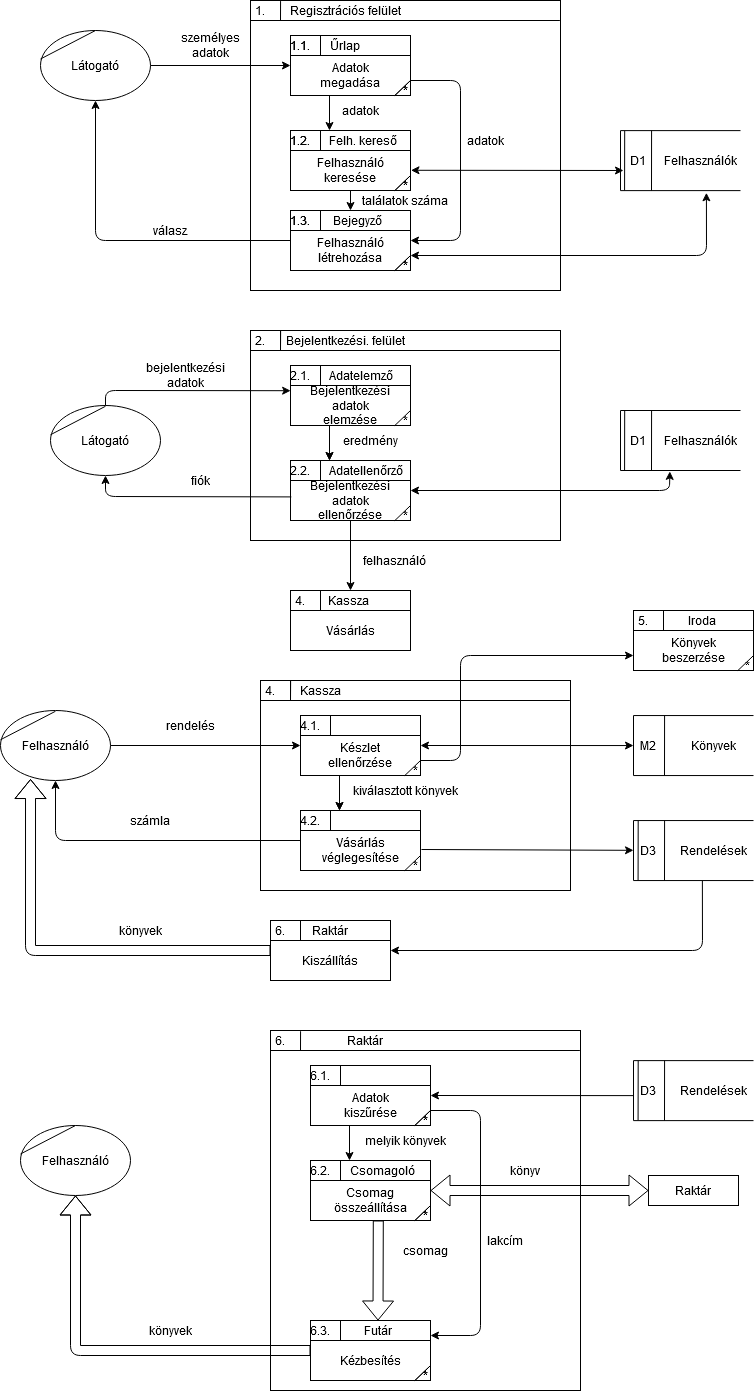 1. Regisztrációs felület
személyes
adatok
1.1. Űrlap
Látogató
Adatok
megadása
*
adatok
adatok
1.2. Felh. kereső
Felhasználó
keresése
*
D1 Felhasználók
találatok száma
1.3. Bejegyző
válasz
Felhasználó
létrehozása
*
2. Bejelentkezési. felület
bejelentkezési
adatok
2.1. Adatelemző
Bejelentkezési
adatok
elemzése
*
Látogató
eredmény
D1 Felhasználók
2.2. Adatellenőrző
fiók
Bejelentkezési
adatok
ellenőrzése
*
felhasználó
4. Kassza
Vásárlás
5. Iroda
Könyvek
beszerzése
*
4. Kassza
rendelés
4.1.
Felhasználó
Készlet
ellenőrzése
*
M2 Könyvek
kiválasztott könyvek
számla
4.2.
Vásárlás
véglegesítése
*
D3 Rendelések
könyvek
6. Raktár
Kiszállítás
6. Raktár
6.1.
Adatok
kiszűrése
*
D3 Rendelések
melyik könyvek
Felhasználó
6.2. Csomagoló
könyv
Csomag
összeállítása
*
Raktár
csomag
lakcím
könyvek
6.3. Futár
Kézbesítés
*